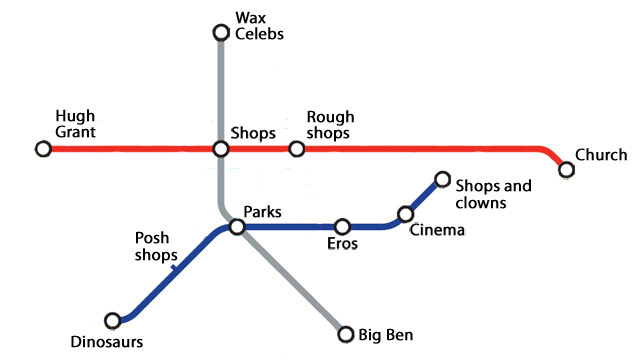 Wax
Celebs
Hugh
Grant
Shops
Rough
shops
Church
Shops and
clowns
Parks
Cinema
Eros
Posh
shops
Dinosaurs
Big Ben